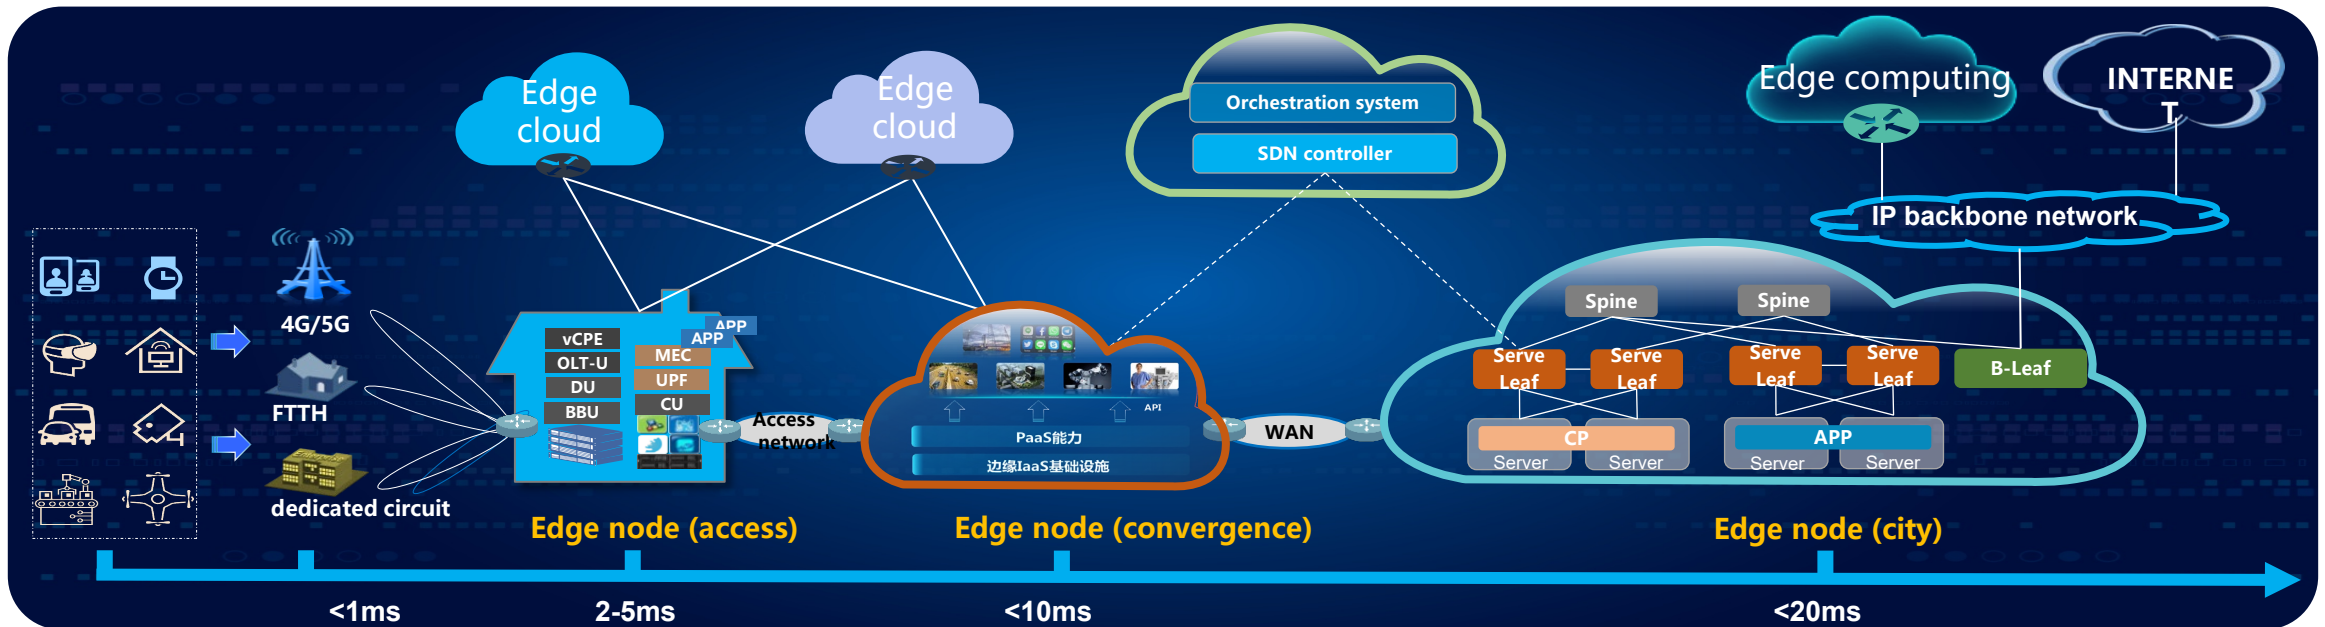 Edge
cloud
Edge
cloud
Orchestration system
SDN controller
Edge computing
INTERNE
T
IP backbone network
4G/5G
FTTH
dedicated circuit
vCPE
OLT-U
DU
BBU
APP
APP
MEC
UPF
CU
Access
network
API
PaaS能力
边缘IaaS基础设施
WAN
Spine
Spine
Serve
Leaf
Serve
Leaf
Serve
Leaf
Serve
Leaf
B-Leaf
CP
Server
Server
APP
Server
Server
Edge node (access)
Edge node (convergence)
Edge node (city)
<1ms
2-5ms
<10ms
<20ms